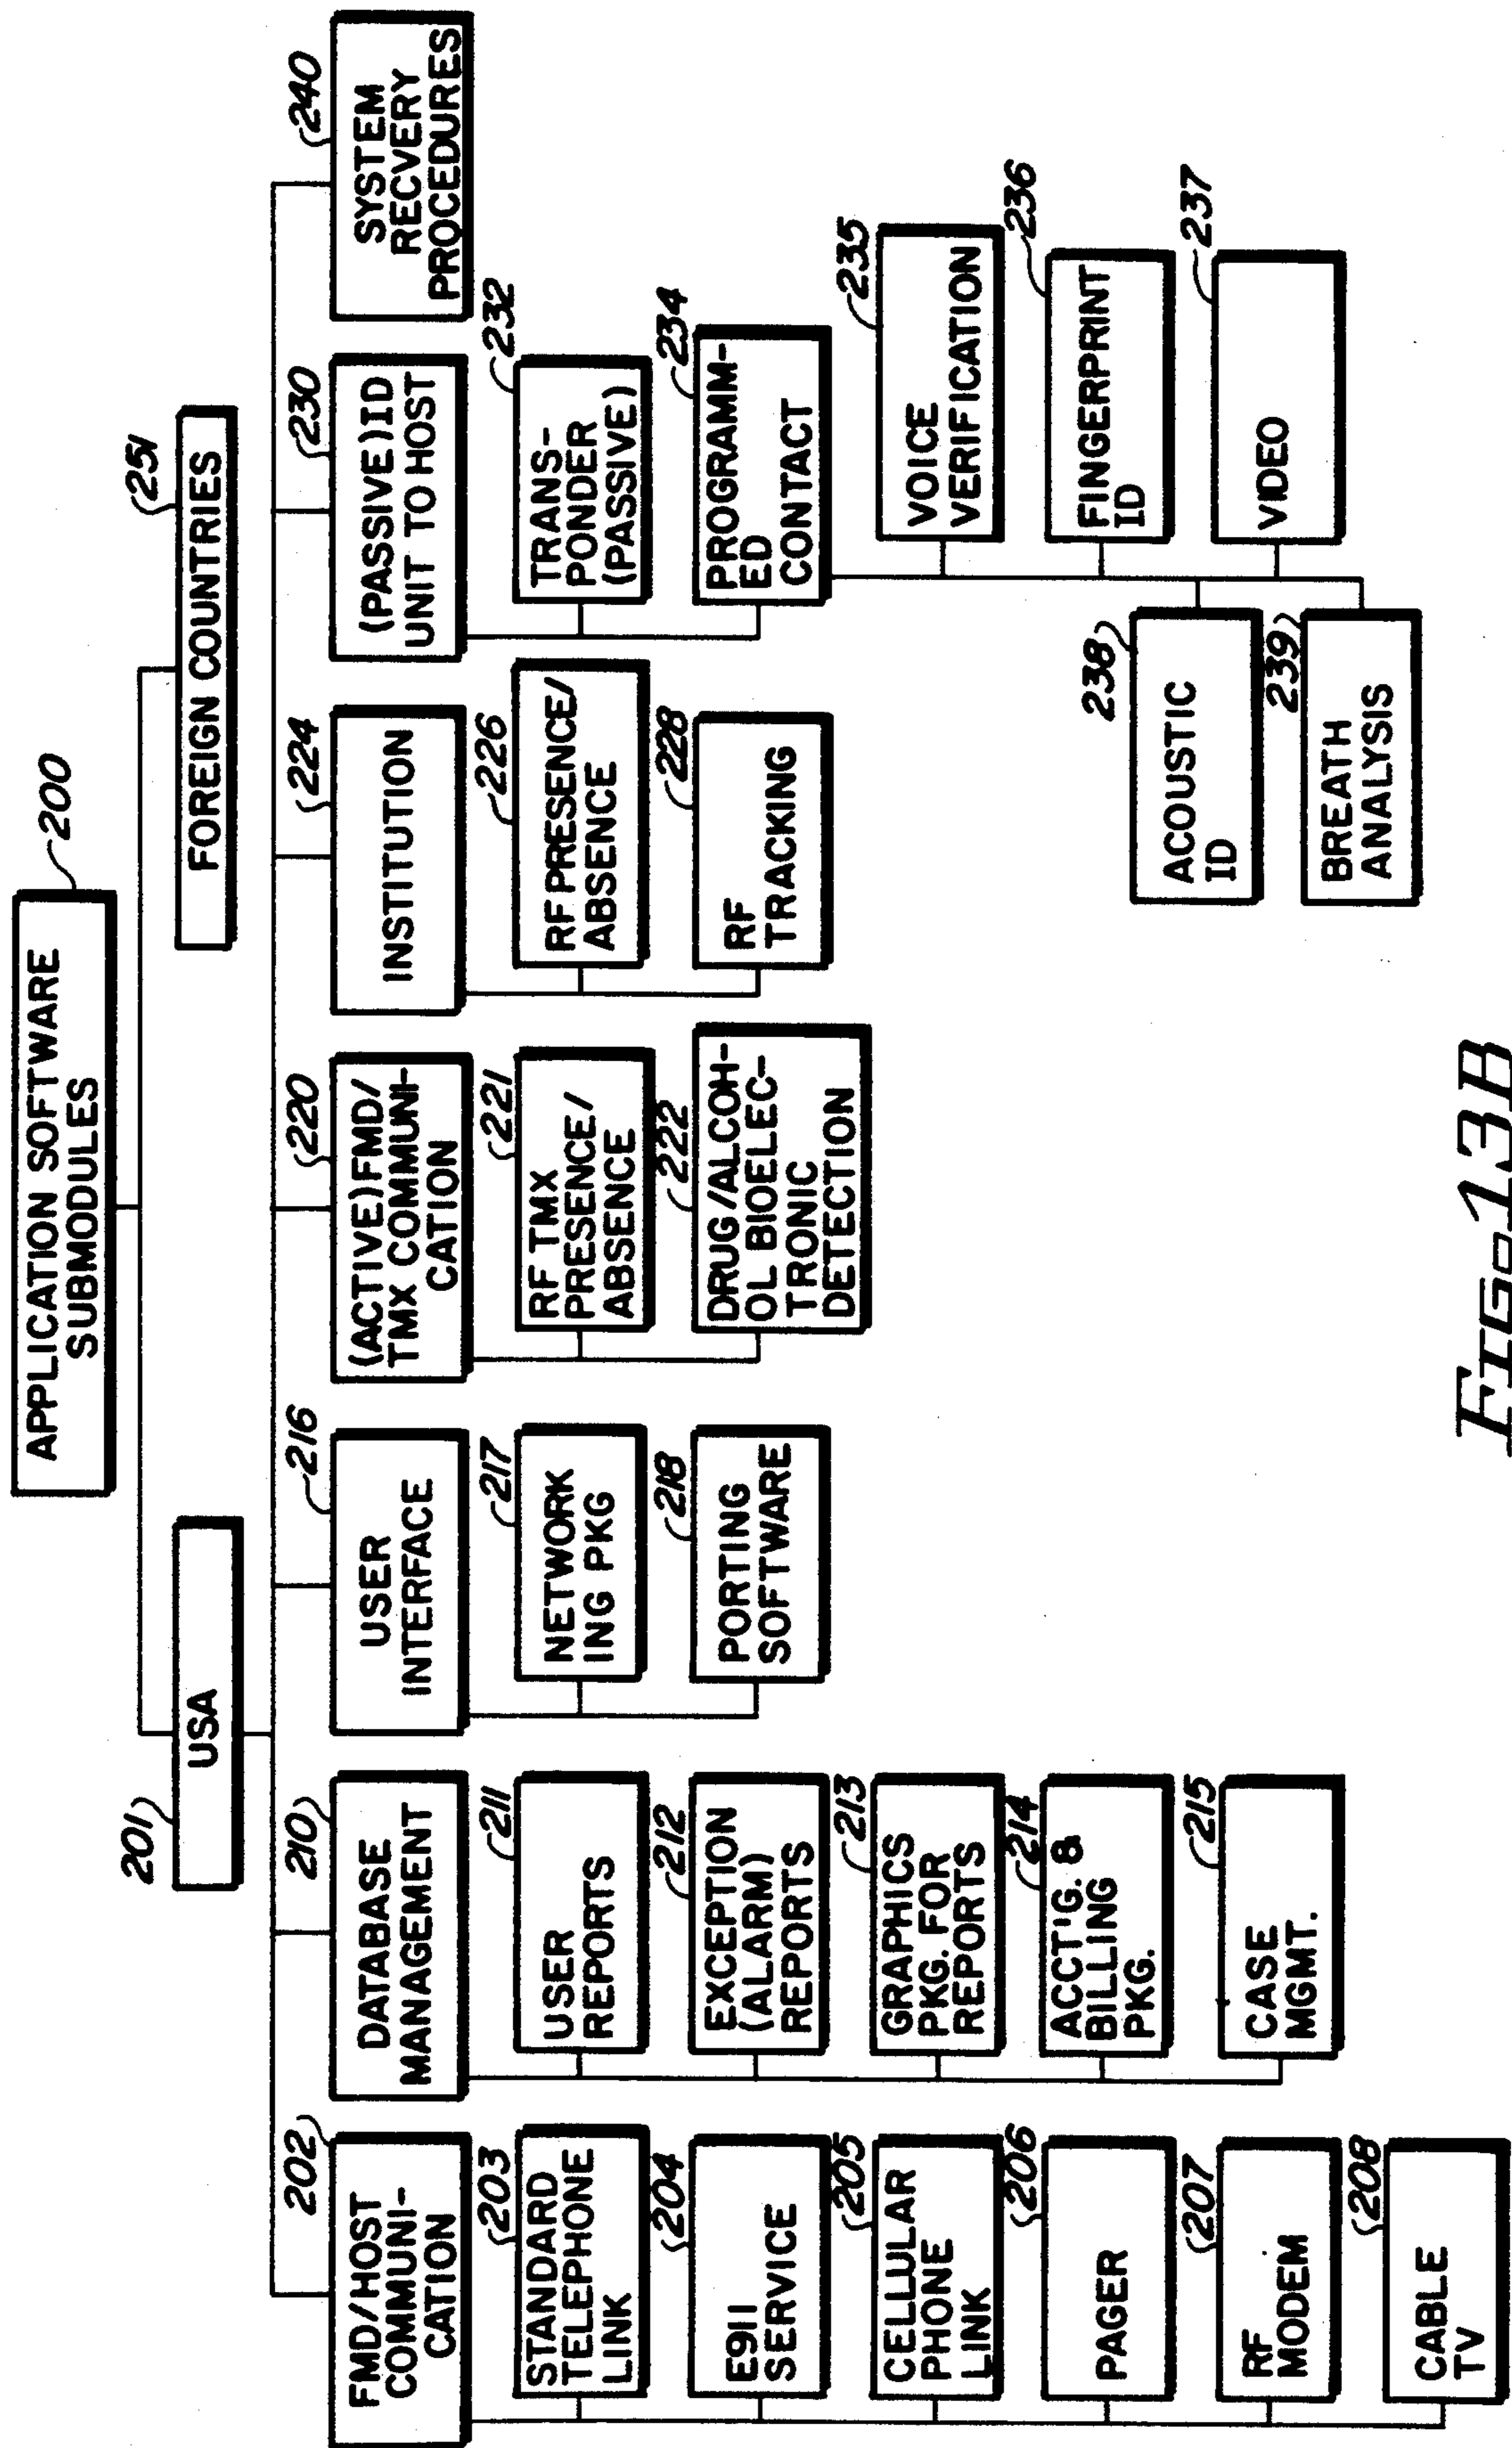 APPLICATION SOFTWARE
SUBMODULES
200
USA
201
FOREIGN COUNTRIES
251
FMD/HOST
COMMUNI-
CATION
202
STANDARD
TELEPHONE
LINK
203
E911
SERVICE
204
CELLULAR
PHONE
LINK
205
PAGER
206
RF
MODEM
207
CABLE
TV
208
DATABASE
MANAGEMENT
210
USER
REPORTS
211
EXCEPTION
(ALARM)
REPORTS
212
GRAPHICS
PKG. FOR
REPORTS
213
ACCT'G. &
BILLING
PKG.
214
CASE
MGMT.
215
USER
INTERFACE
216
NETWORK
ING PKG
217
PORTING
SOFTWARE
218
(ACTIVE) FMD/
TMX COMMUNI-
CATION
220
RF TMX
PRESENCE/
ABSENCE
221
DRUG/ALCOH-
OL BIOELEC-
TRONIC
DETECTION
222
INSTITUTION
224
RF PRESENCE/
ABSENCE
226
RF
TRACKING
228
(PASSIVE) ID
UNIT TO HOST
230
TRANS-
PONDER
(PASSIVE)
232
PROGRAMM-
ED
CONTACT
234
VOICE
VERIFICATION
235
FINGERPRINT
ID
236
VIDEO
237
ACOUSTIC
ID
238
BREATH
ANALYSIS
239
SYSTEM
RECVERY
PROCEDURES
240
FIG-13B